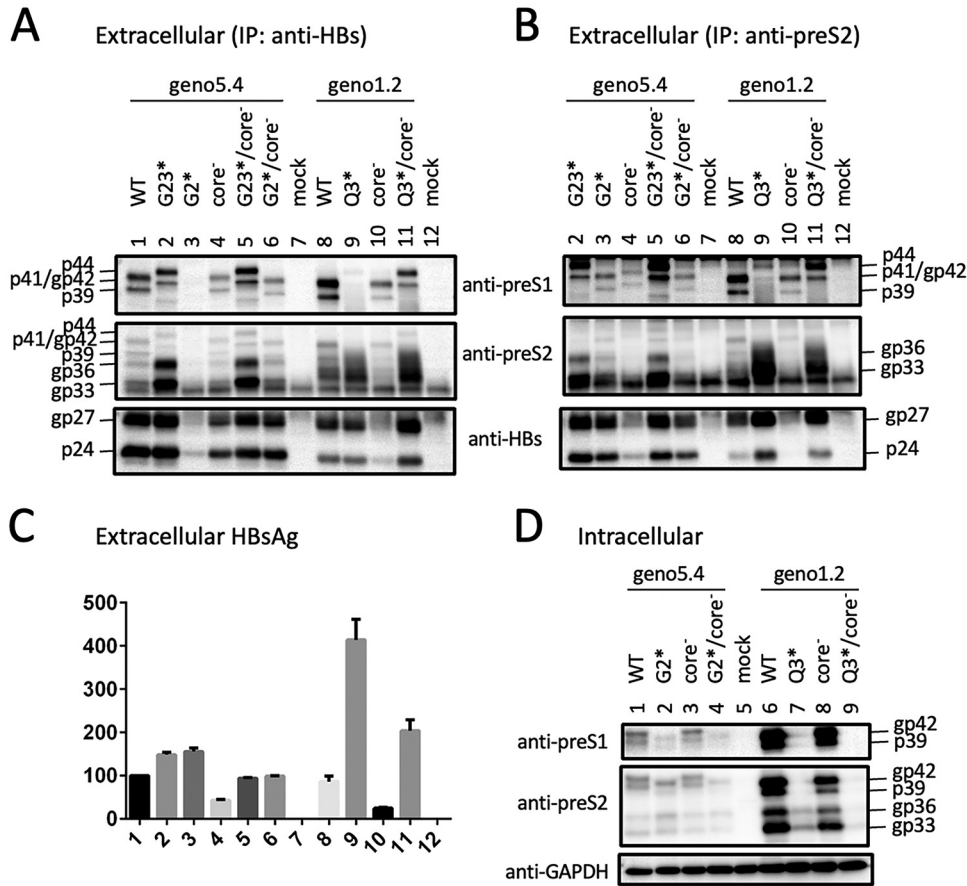 A Extracellular (IP: anti-HBs)
geno5.4 geno1.2
WT G23* G2* core- G23*/core- G2*/core- mock WT Q3* core- Q3*/core- mock
1 2 3 4 5 6 7 8 9 10 11 12
p44
p41/gp42
p39
anti-preS1
p44
p41/gp42
p39
gp36
gp33
anti-preS2
gp27
p24
anti-HBs
B Extracellular (IP: anti-preS2)
geno5.4 geno1.2
G23* G2* core- G23*/core- G2*/core- mock WT Q3* core- Q3*/core- mock
2 3 4 5 6 7 8 9 10 11 12
p44
p41/gp42
p39
gp36
gp33
gp27
p24
C Extracellular HBsAg
500
400
300
200
100
0
1 2 3 4 5 6 7 8 9 10 11 12
D Intracellular
geno5.4 geno1.2
WT G2* core- G2*/core- mock WT Q3* core- Q3*/core-
1 2 3 4 5 6 7 8 9
anti-preS1
gp42
p39
anti-preS2
gp42
p39
gp36
gp33
anti-GAPDH